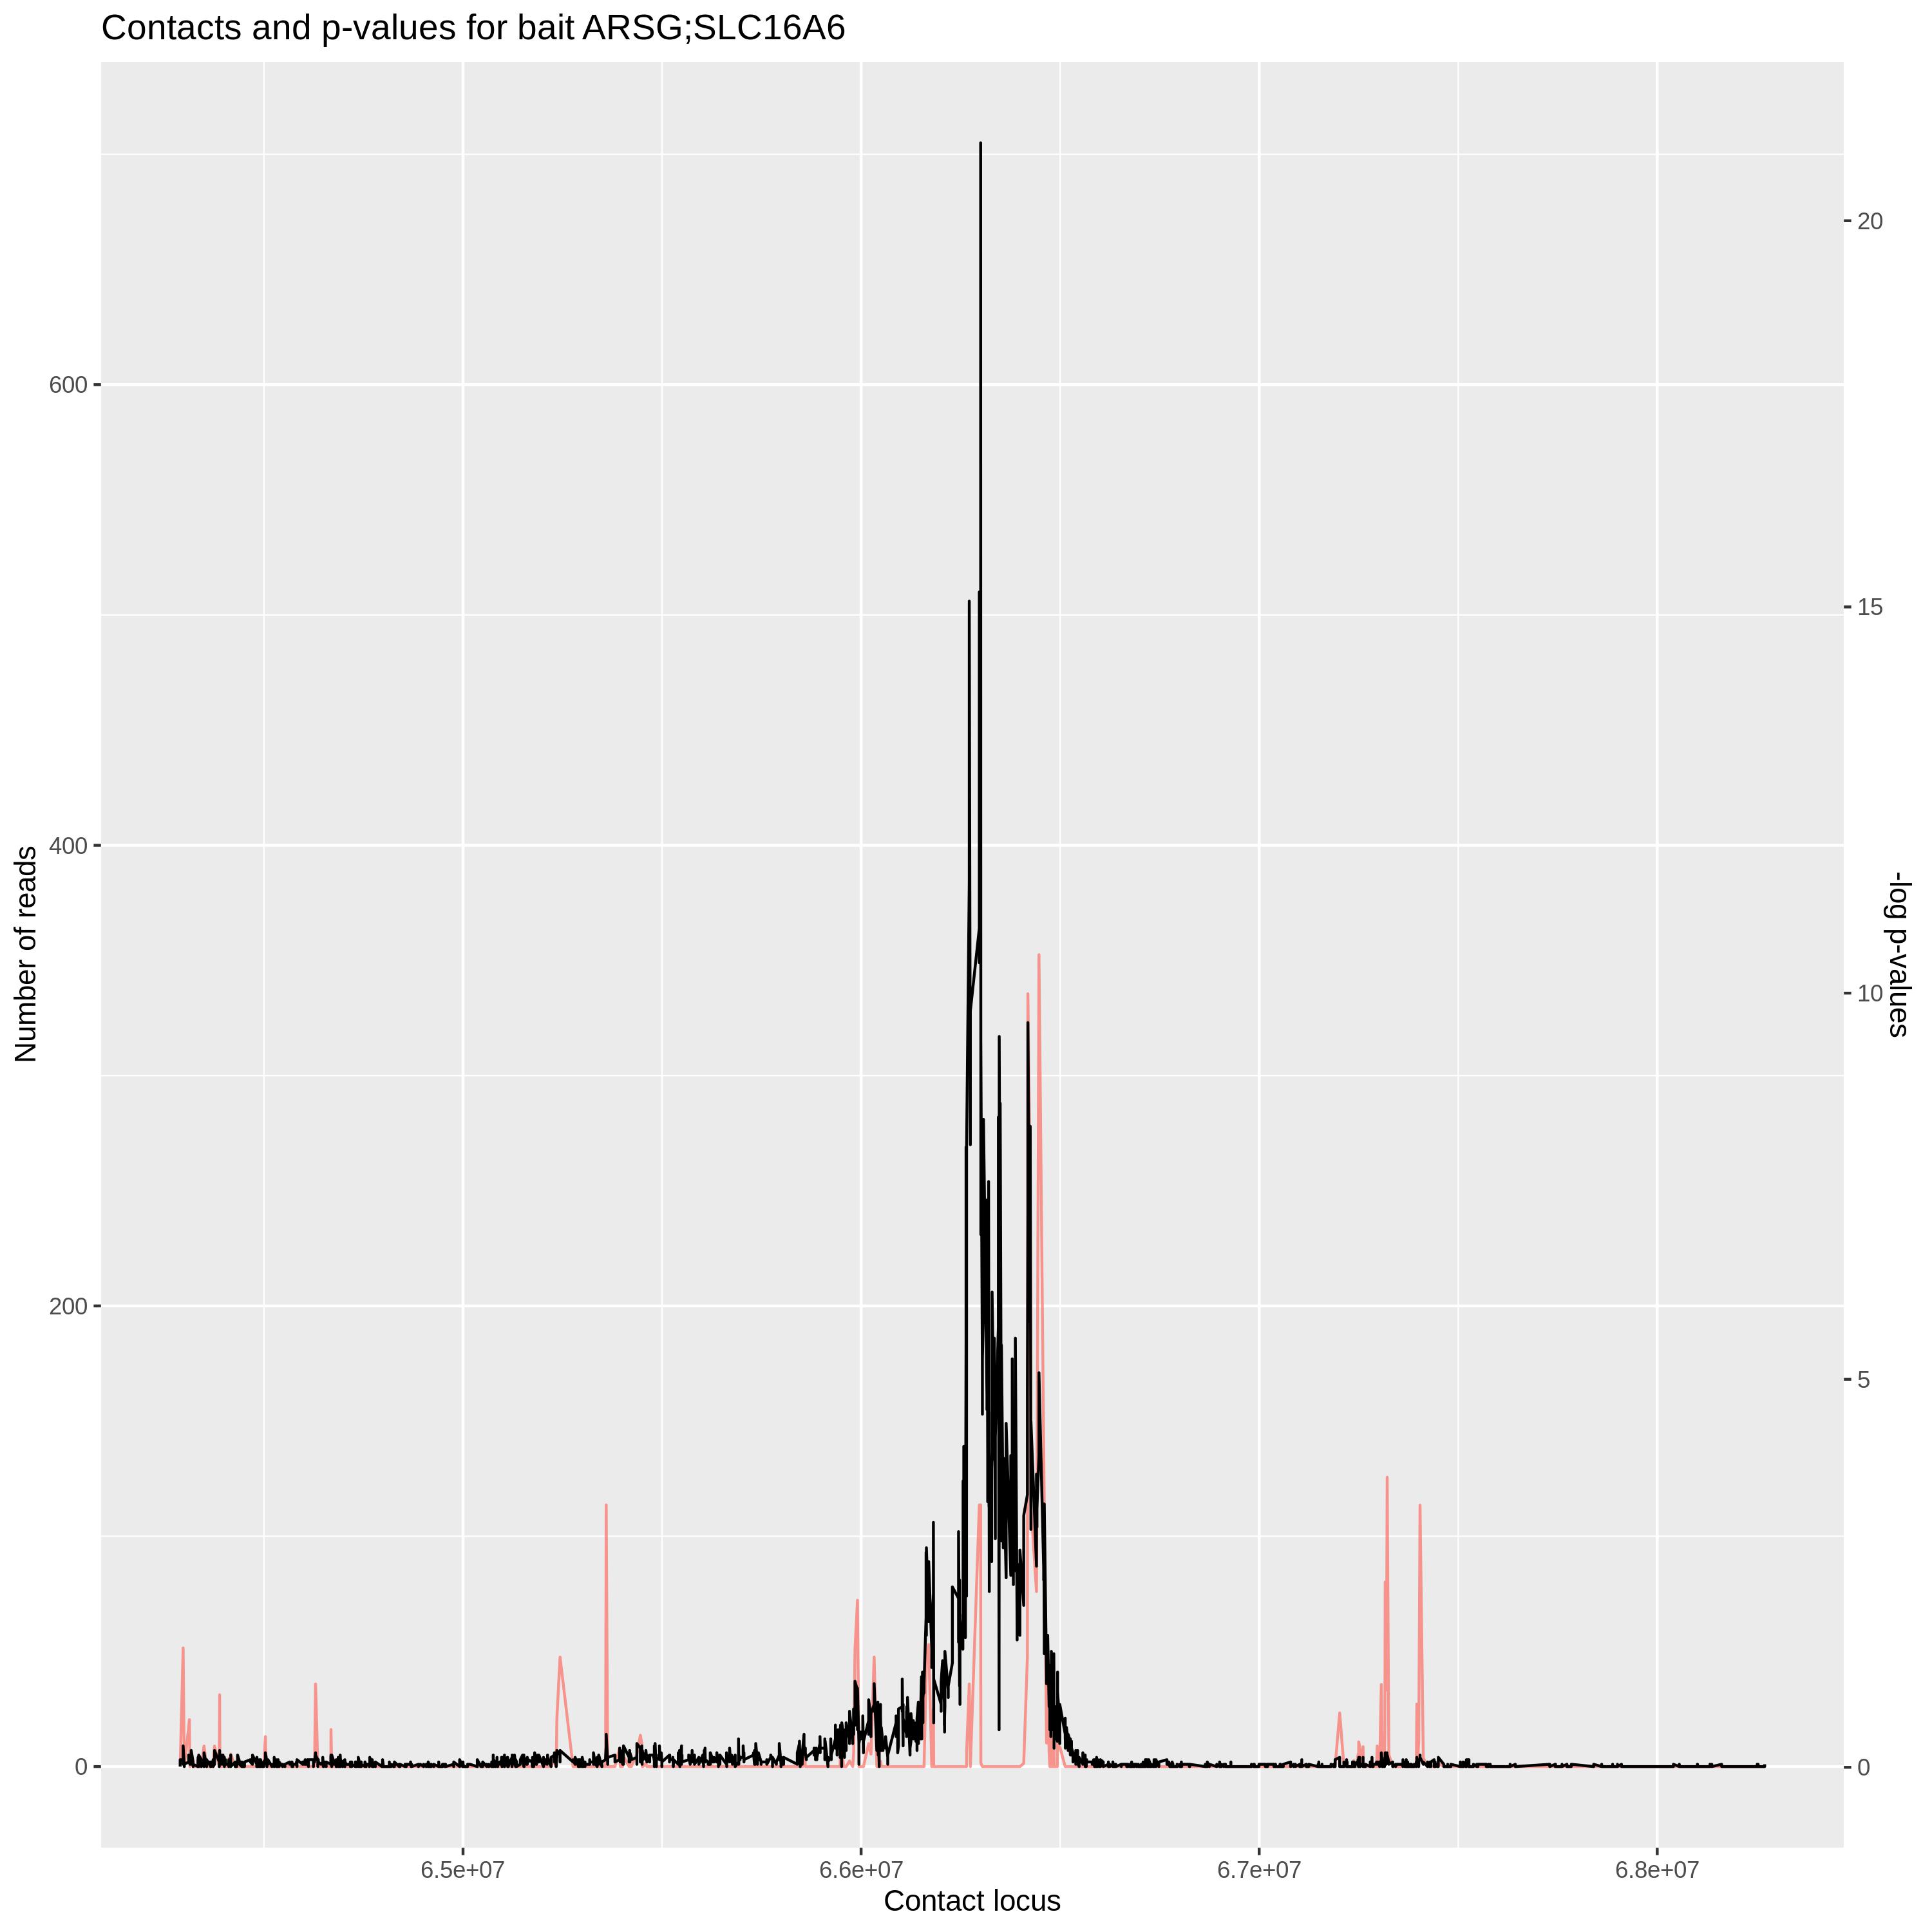 Contacts and p-values for bait ARSG;SLC16A6
Number of reads
600
400
200
0
20
15
10
5
0
-log p-values
6.5e+07 6.6e+07 6.7e+07 6.8e+07
Contact locus